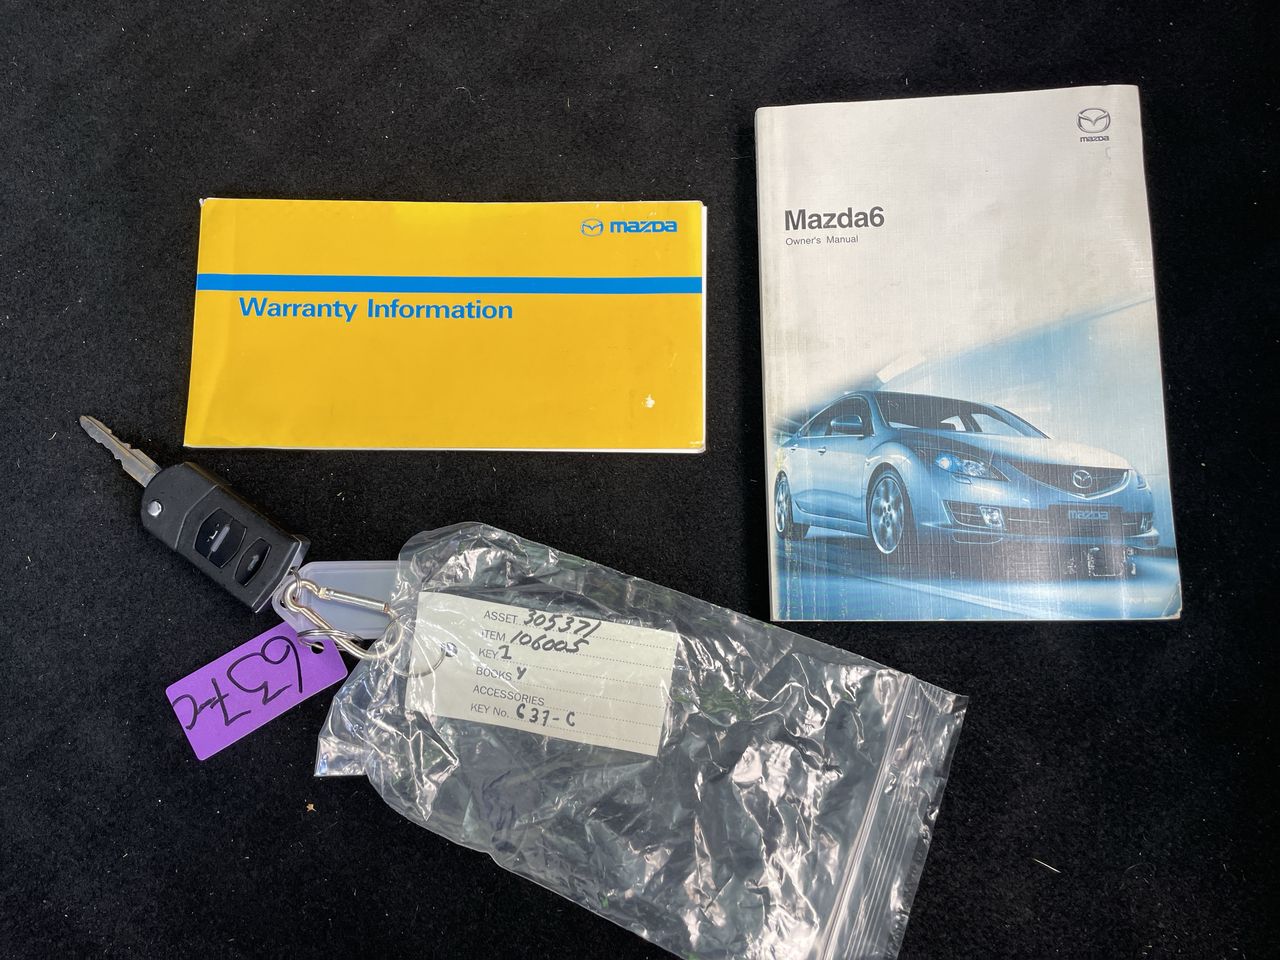 mazda
Warranty Information
mazda
Mazda6
Owner's Manual
mazda
ASSET 305371
ITEM 106005
KEY 1
BOOKS Y
ACCESSORIES
KEY No. 637-C
637-C